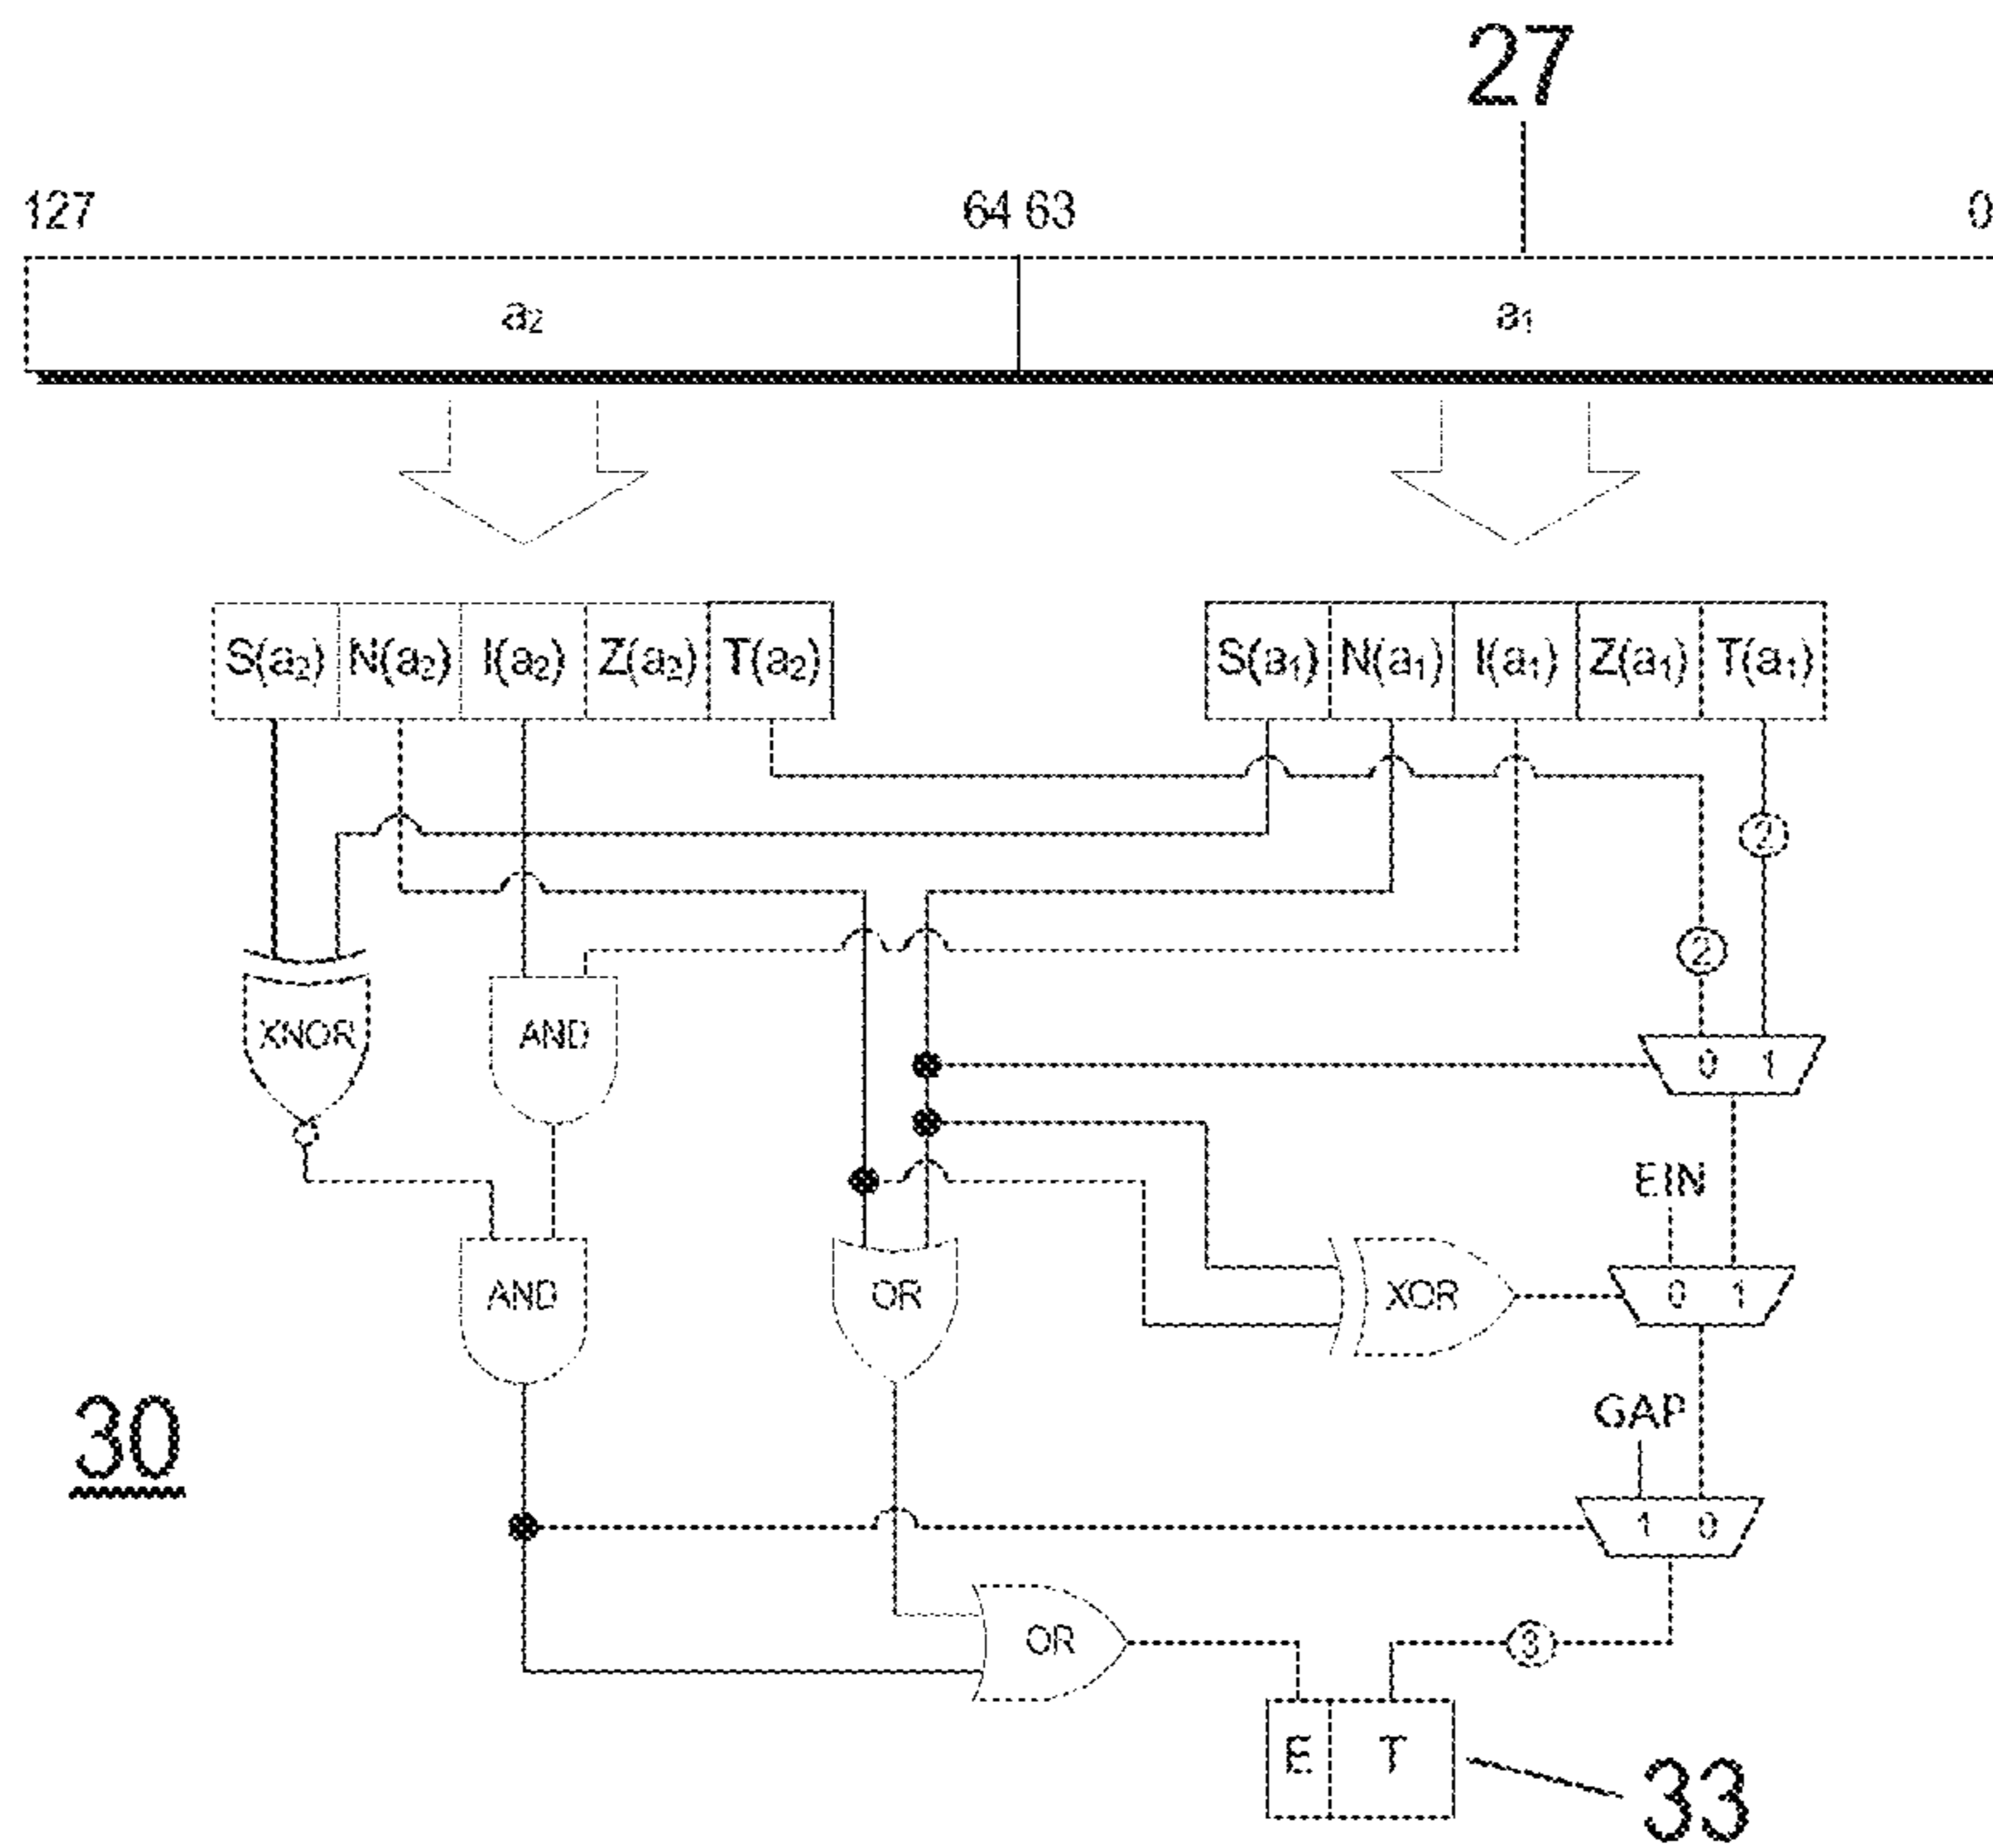 27
127 64 63 0
a₂ a₁
S(a₂) N(a₂) I(a₂) Z(a₂) T(a₂) S(a₁) N(a₁) I(a₁) Z(a₁) T(a₁)
2
2
XNOR AND
0 1
EIN
AND OR XOR 0 1
GAP
30
1 0
OR 3
E T
33